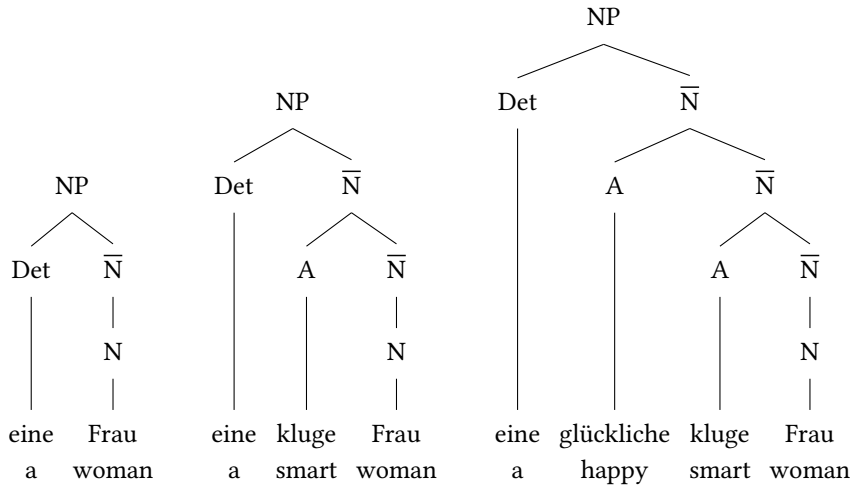 NP
NP
Det N̅
NP
Det N̅
A N̅
Det N̅
A N̅
A N̅
N
N
N
eine Frau
a woman
eine kluge Frau
a smart woman
eine glückliche kluge Frau
a happy smart woman